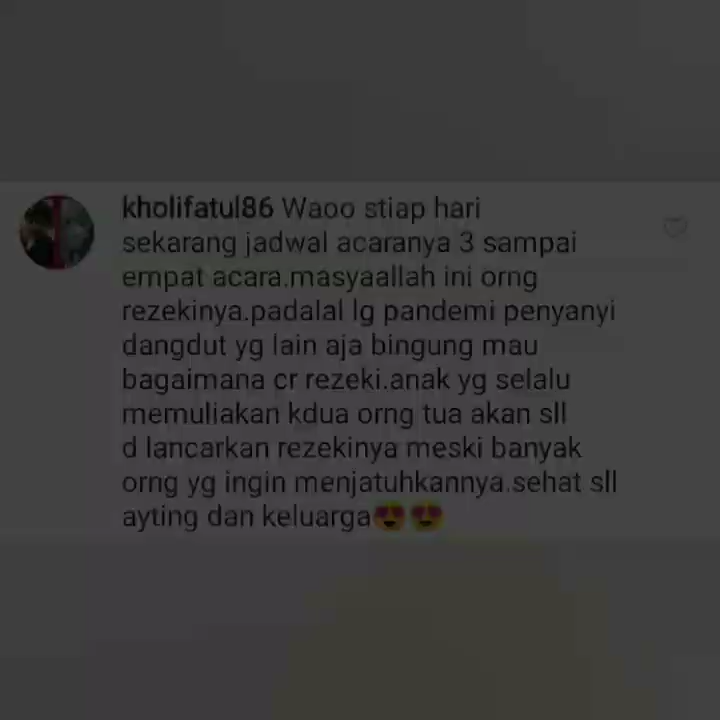 kholifatul86 Waoo stiap hari
sekarang jadwal acaranya 3 sampai
empat acara.masyaallah ini orng
rezekinya.padalal lg pandemi penyanyi
dangdut yg lain aja bingung mau
bagaimana cr rezeki.anak yg selalu
memuliakan kdua orng tua akan sll
d lancarkan rezekinya meski banyak
orng yg ingin menjatuhkannya.sehat sll
ayting dan keluarga😍😍